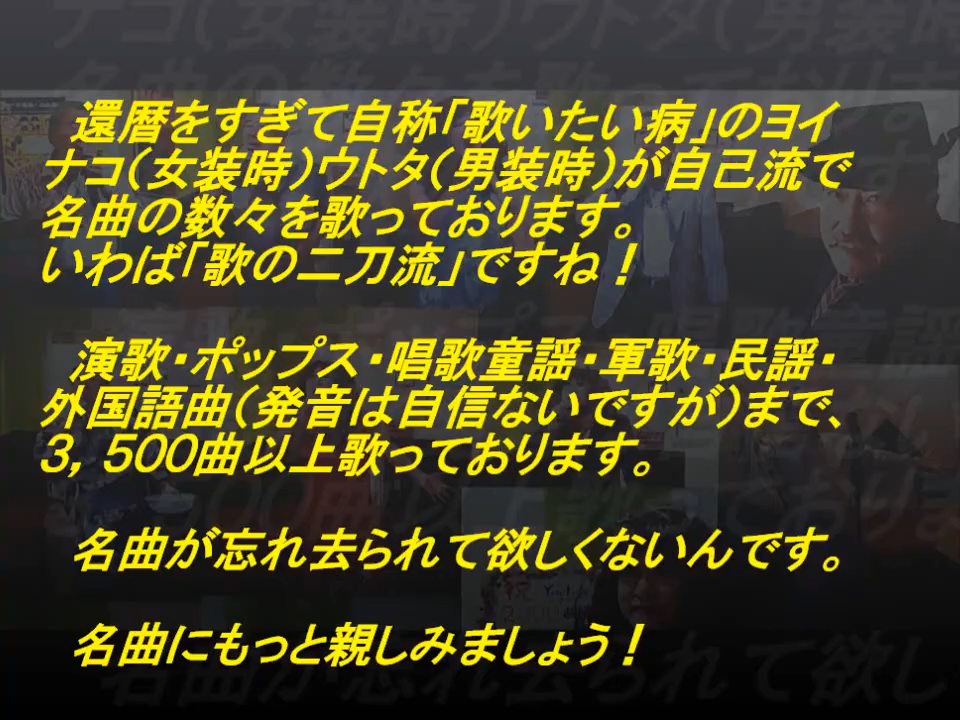 還暦をすぎて自称「歌いたい病」のヨイ
ナコ（女装時）ウトタ（男装時）が自己流で
名曲の数々を歌っております。
いわば「歌の二刀流」ですね！
演歌・ポップス・唱歌童謡・軍歌・民謡・
外国語曲（発音は自信ないですが）まで、
３，５００曲以上歌っております。
名曲が忘れ去られて欲しくないんです。
名曲にもっと親しみましょう！